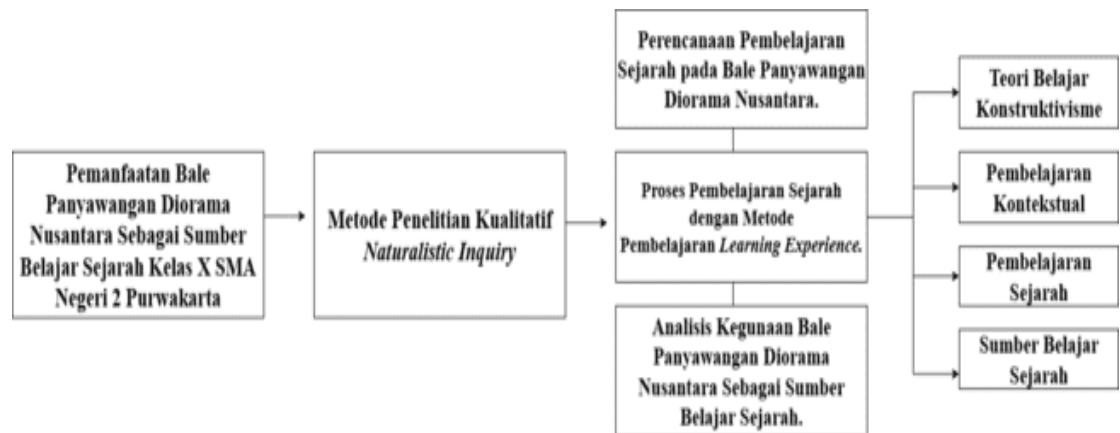 Pemanfaatan Bale
Panyawangan Diorama
Nusantara Sebagai Sumber
Belajar Sejarah Kelas X SMA
Negeri 2 Purwakarta
Metode Penelitian Kualitatif
Naturalistic Inquiry
Perencanaan Pembelajaran
Sejarah pada Bale Panyawangan
Diorama Nusantara.
Proses Pembelajaran Sejarah
dengan Metode
Pembelajaran Learning Experience.
Analisis Kegunaan Bale
Panyawangan Diorama
Nusantara Sebagai Sumber
Belajar Sejarah.
Teori Belajar
Konstruktivisme
Pembelajaran
Kontekstual
Pembelajaran
Sejarah
Sumber Belajar
Sejarah